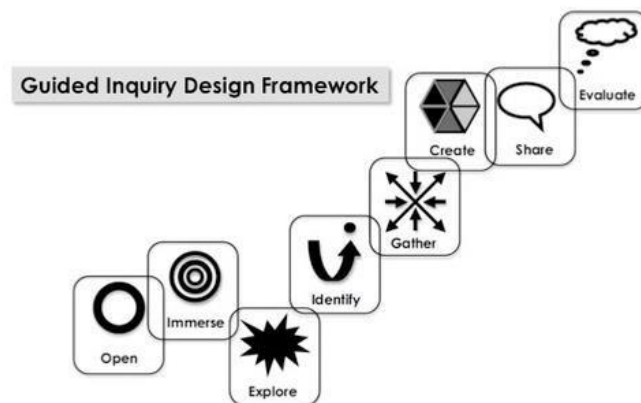 Guided Inquiry Design Framework
Open
Immerse
Explore
Identify
Gather
Create
Share
Evaluate